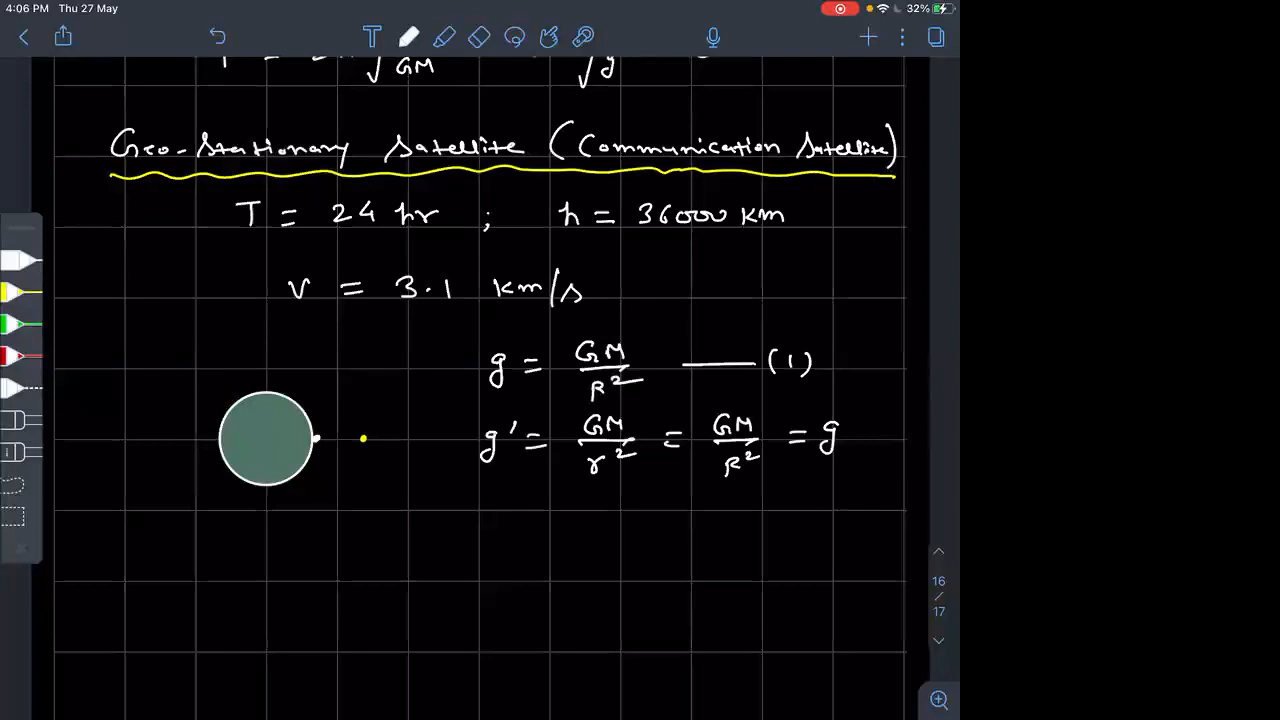 4:06 PM Thu 27 May 32%
T
√GM √g
Geo-Stationary Satellite (Communication Satellite)
T = 24 hr ; h = 36000 km
v = 3.1 km/s
g = GM/R² —— (1)
g' = GM/r² = GM/R² = g
16
/
17